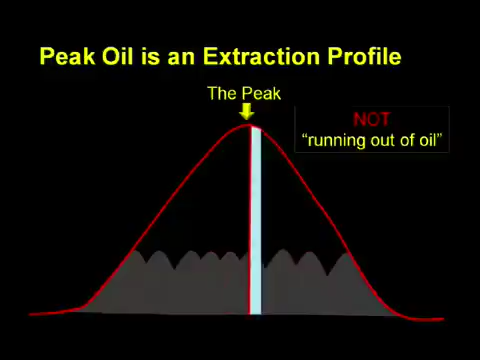 Peak Oil is an Extraction Profile
The Peak
NOT
“running out of oil”